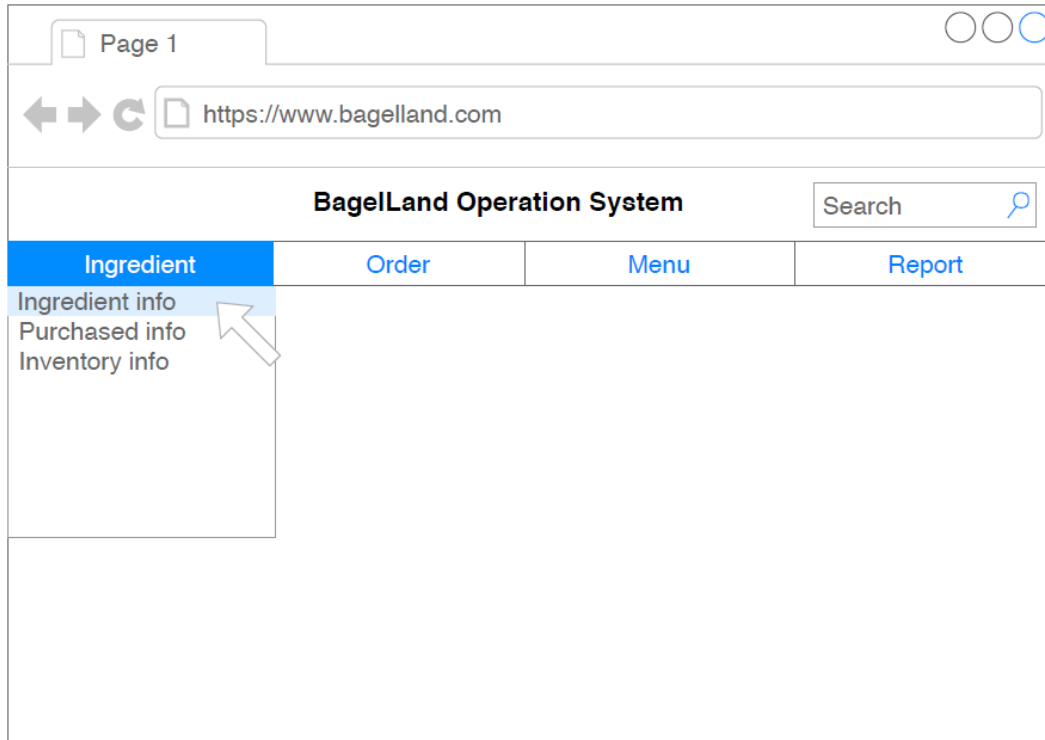 Page 1
https://www.bagelland.com
BagelLand Operation System
Search
Ingredient Order Menu Report
Ingredient info
Purchased info
Inventory info